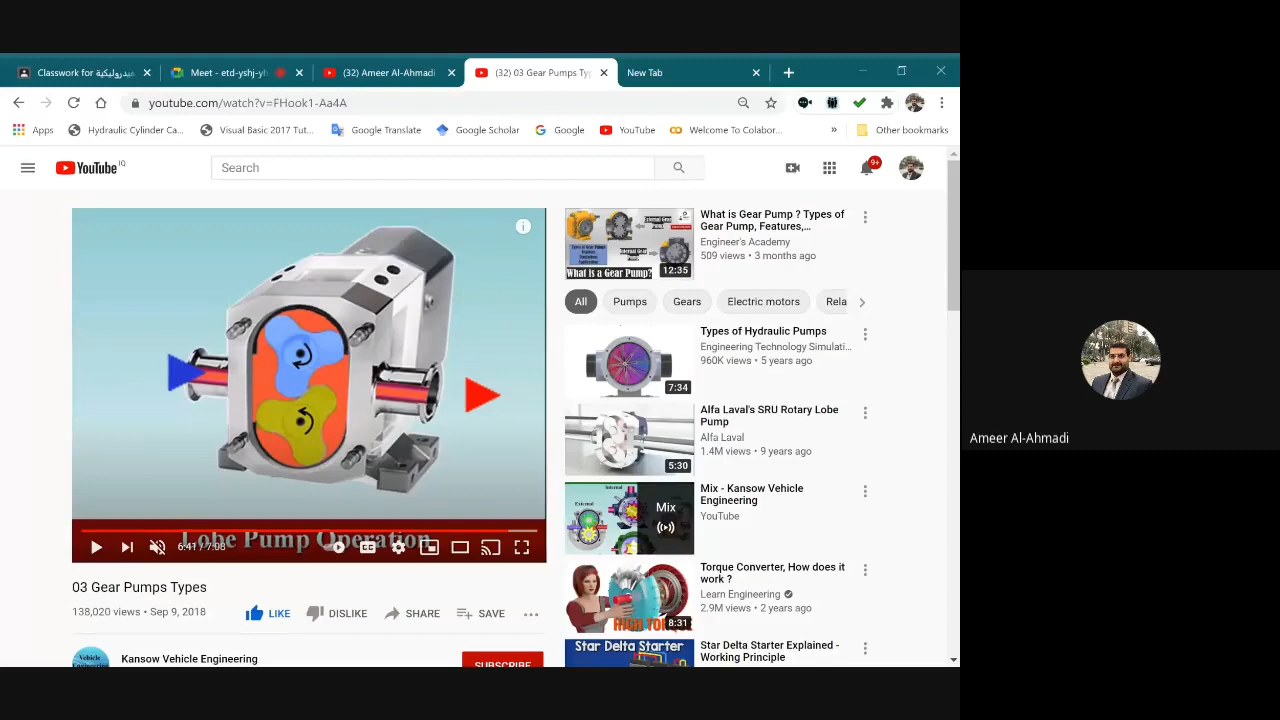 Classwork for هيدروليكية
Meet - etd-yshj-yh
(32) Ameer Al-Ahmadi
(32) 03 Gear Pumps Ty
New Tab
youtube.com/watch?v=FHook1-Aa4A
Apps
Hydraulic Cylinder Ca...
Visual Basic 2017 Tut...
Google Translate
Google Scholar
Google
YouTube
Welcome To Colabor...
»
Other bookmarks
YouTube IQ
Search
9+
Lobe Pump Operation
6:41 / 7:08
CC
03 Gear Pumps Types
138,020 views • Sep 9, 2018
LIKE
DISLIKE
SHARE
SAVE
Vehicle
Engineering
Kansow Vehicle Engineering
SUBSCRIBE
What is a Gear Pump?
12:35
What is Gear Pump ? Types of
Gear Pump, Features,...
Engineer's Academy
509 views • 3 months ago
All
Pumps
Gears
Electric motors
Rela
7:34
Types of Hydraulic Pumps
Engineering Technology Simulati...
960K views • 5 years ago
5:30
Alfa Laval's SRU Rotary Lobe
Pump
Alfa Laval
1.4M views • 9 years ago
External
Internal
Mix
Mix - Kansow Vehicle
Engineering
YouTube
HIGH TORQUE
8:31
Torque Converter, How does it
work ?
Learn Engineering
2.9M views • 2 years ago
Star Delta Starter
Star Delta Starter Explained -
Working Principle
Ameer Al-Ahmadi